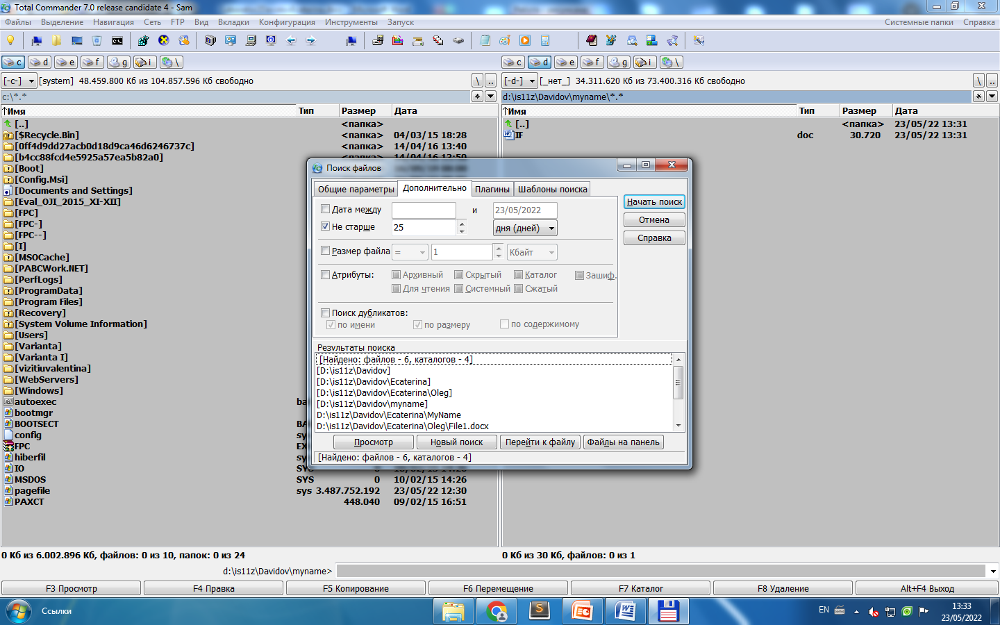 Total Commander 7.0 release candidate 4 - Sam
Файлы Выделение Навигация Сеть FTP Вид Вкладки Конфигурация Инструменты Запуск Системные папки Справка
c d e f g i \ c d e f g i \
[-c-] [system] 48.459.800 Кб из 104.857.596 Кб свободно \ ..
[-d-] [_нет_] 34.311.620 Кб из 73.400.316 Кб свободно \ ..
c:\*.* *
d:\is11z\Davidov\myname\*.* *
↑Имя Тип Размер Дата
[..] <папка>
[$Recycle.Bin] <папка> 04/03/15 18:28
[0ff4d9dd27acb0d18d9ca46d6246737c] <папка> 14/04/16 13:40
[b4cc88fcd4e5925a57ea5b82a0] <папка> 14/04/16 13:50
[Boot]
[Config.Msi]
[Documents and Settings]
[Eval_OJI_2015_XI-XII]
[FPC]
[FPC-]
[FPC--]
[I]
[MSOCache]
[PABCWork.NET]
[PerfLogs]
[ProgramData]
[Program Files]
[Recovery]
[System Volume Information]
[Users]
[Varianta]
[Varianta I]
[vizitiuvalentina]
[WebServers]
[Windows]
autoexec ba
bootmgr
BOOTSECT BA
config sy
FPC EX
hiberfil sy
IO SYS 0 10/02/15 14:26
MSDOS SYS 0 10/02/15 14:26
pagefile sys 3.487.752.192 23/05/22 12:30
PAXCT 448.040 09/02/15 16:51
↑Имя Тип Размер Дата
[..] <папка> 23/05/22 13:31
IF doc 30.720 23/05/22 13:31
Поиск файлов
Общие параметры Дополнительно Плагины Шаблоны поиска
Дата между и 23/05/2022
Не старше 25 дня (дней)
Размер файла = 1 Кбайт
Атрибуты: Архивный Скрытый Каталог Зашиф.
Для чтения Системный Сжатый
Поиск дубликатов:
по имени по размеру по содержимому
Начать поиск
Отмена
Справка
Результаты поиска
[Найдено: файлов - 6, каталогов - 4]
[D:\is11z\Davidov]
[D:\is11z\Davidov\Ecaterina]
[D:\is11z\Davidov\Ecaterina\Oleg]
[D:\is11z\Davidov\myname]
D:\is11z\Davidov\Ecaterina\MyName
D:\is11z\Davidov\Ecaterina\Oleg\File1.docx
Просмотр Новый поиск Перейти к файлу Файлы на панель
[Найдено: файлов - 6, каталогов - 4]
0 Кб из 6.002.896 Кб, файлов: 0 из 10, папок: 0 из 24
0 Кб из 30 Кб, файлов: 0 из 1
d:\is11z\Davidov\myname>
F3 Просмотр F4 Правка F5 Копирование F6 Перемещение F7 Каталог F8 Удаление Alt+F4 Выход
Ссылки EN 13:33
23/05/2022